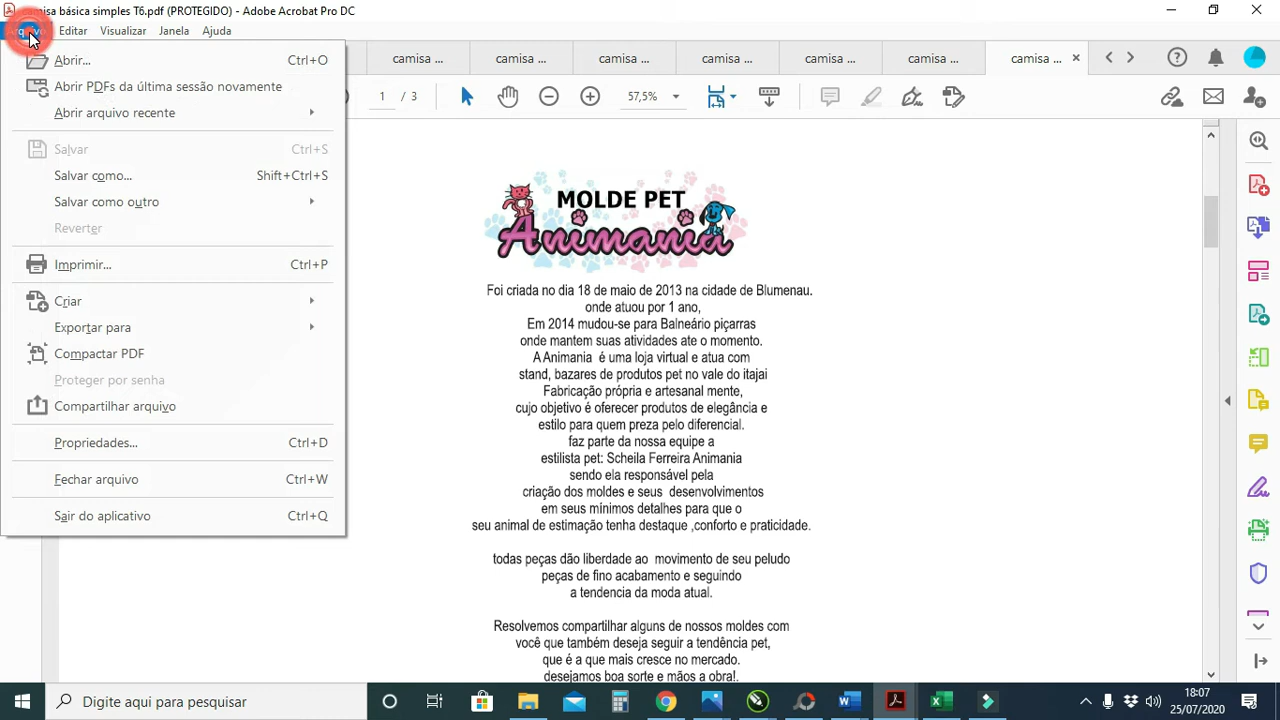 camisa básica simples T6.pdf (PROTEGIDO) - Adobe Acrobat Pro DC
Arquivo Editar Visualizar Janela Ajuda
camisa ... camisa ... camisa ... camisa ... camisa ... camisa ... camisa ...
1 / 3 57,5%
Abrir... Ctrl+O
Abrir PDFs da última sessão novamente
Abrir arquivo recente
Salvar Ctrl+S
Salvar como... Shift+Ctrl+S
Salvar como outro
Reverter
Imprimir... Ctrl+P
Criar
Exportar para
Compactar PDF
Proteger por senha
Compartilhar arquivo
Propriedades... Ctrl+D
Fechar arquivo Ctrl+W
Sair do aplicativo Ctrl+Q
MOLDE PET
Animania
Foi criada no dia 18 de maio de 2013 na cidade de Blumenau.
onde atuou por 1 ano,
Em 2014 mudou-se para Balneário piçarras
onde mantem suas atividades ate o momento.
A Animania é uma loja virtual e atua com
stand, bazares de produtos pet no vale do itajai
Fabricação própria e artesanal mente,
cujo objetivo é oferecer produtos de elegância e
estilo para quem preza pelo diferencial.
faz parte da nossa equipe a
estilista pet: Scheila Ferreira Animania
sendo ela responsável pela
criação dos moldes e seus desenvolvimentos
em seus mínimos detalhes para que o
seu animal de estimação tenha destaque ,conforto e praticidade.
todas peças dão liberdade ao movimento de seu peludo
peças de fino acabamento e seguindo
a tendencia da moda atual.
Resolvemos compartilhar alguns de nossos moldes com
você que também deseja seguir a tendência pet,
que é a que mais cresce no mercado.
desejamos boa sorte e mãos a obra!.
Digite aqui para pesquisar
18:07
25/07/2020